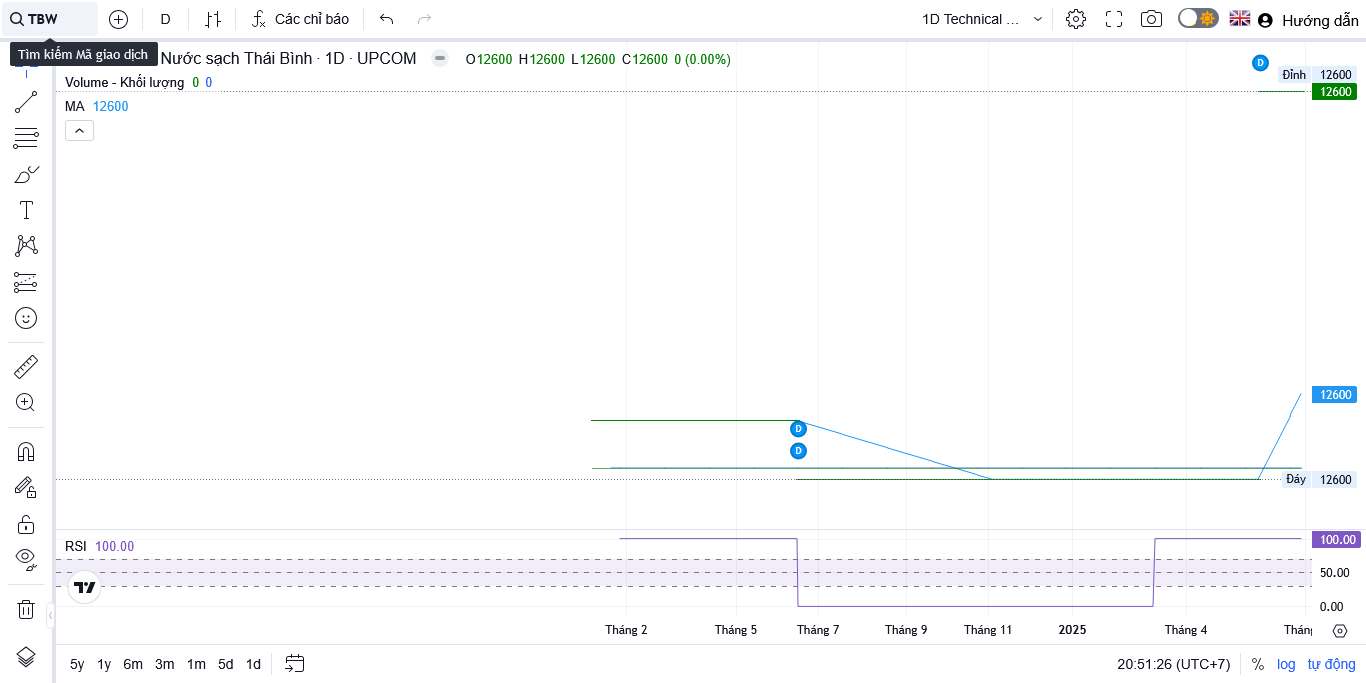 TBW D Các chỉ báo 1D Technical ... Hướng dẫn
Tìm kiếm Mã giao dịch
Nước sạch Thái Bình · 1D · UPCOM O12600 H12600 L12600 C12600 0 (0.00%)
D
Đỉnh 12600
Volume - Khối lượng 0 0
12600
MA 12600
12600
D
D
Đáy 12600
RSI 100.00
100.00
50.00
0.00
Tháng 2 Tháng 5 Tháng 7 Tháng 9 Tháng 11 2025 Tháng 4
5y 1y 6m 3m 1m 5d 1d 20:51:26 (UTC+7) % log tự động